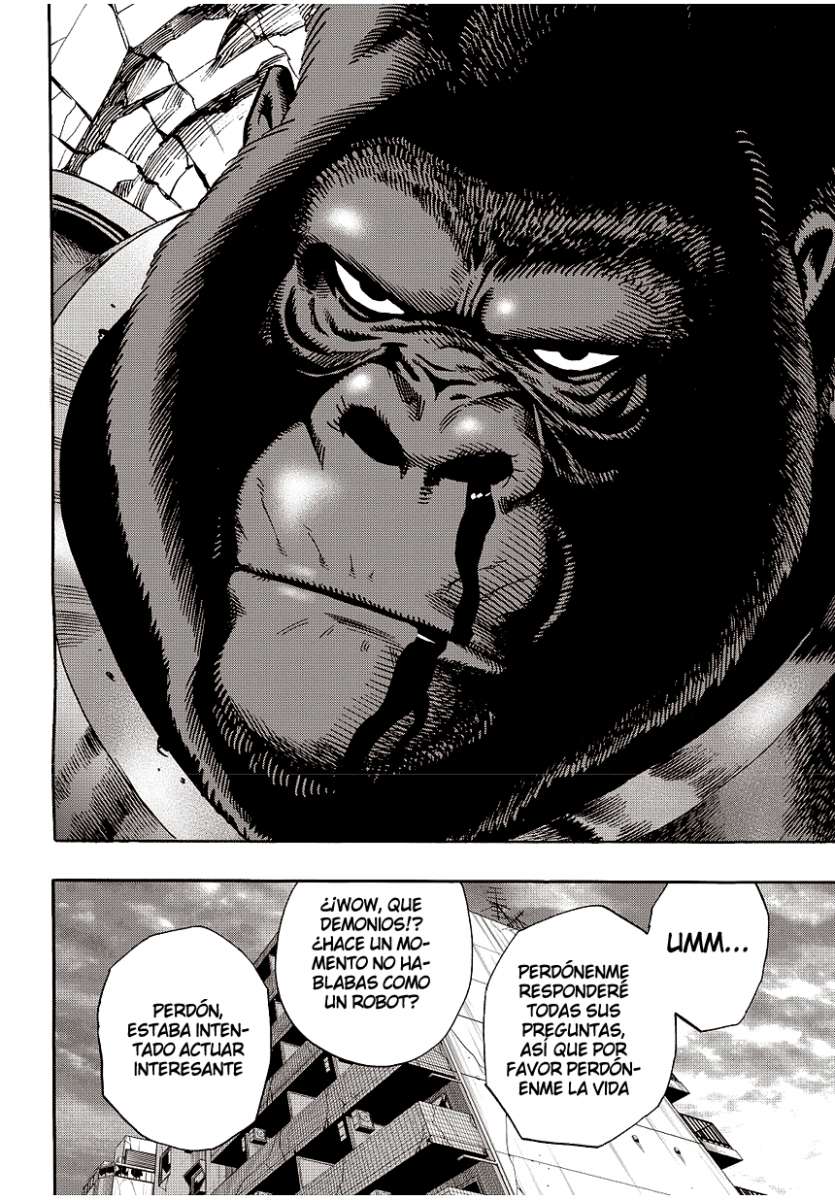 UMM...
PERDÓNENME
RESPONDERÉ
TODAS SUS
PREGUNTAS,
ASÍ QUE POR
FAVOR PERDÓN-
ENME LA VIDA
¿¡WOW, QUE
DEMONIOS!?
¿HACE UN MO-
MENTO NO HA-
BLABAS COMO
UN ROBOT?
PERDÓN,
ESTABA INTEN-
TADO ACTUAR
INTERESANTE